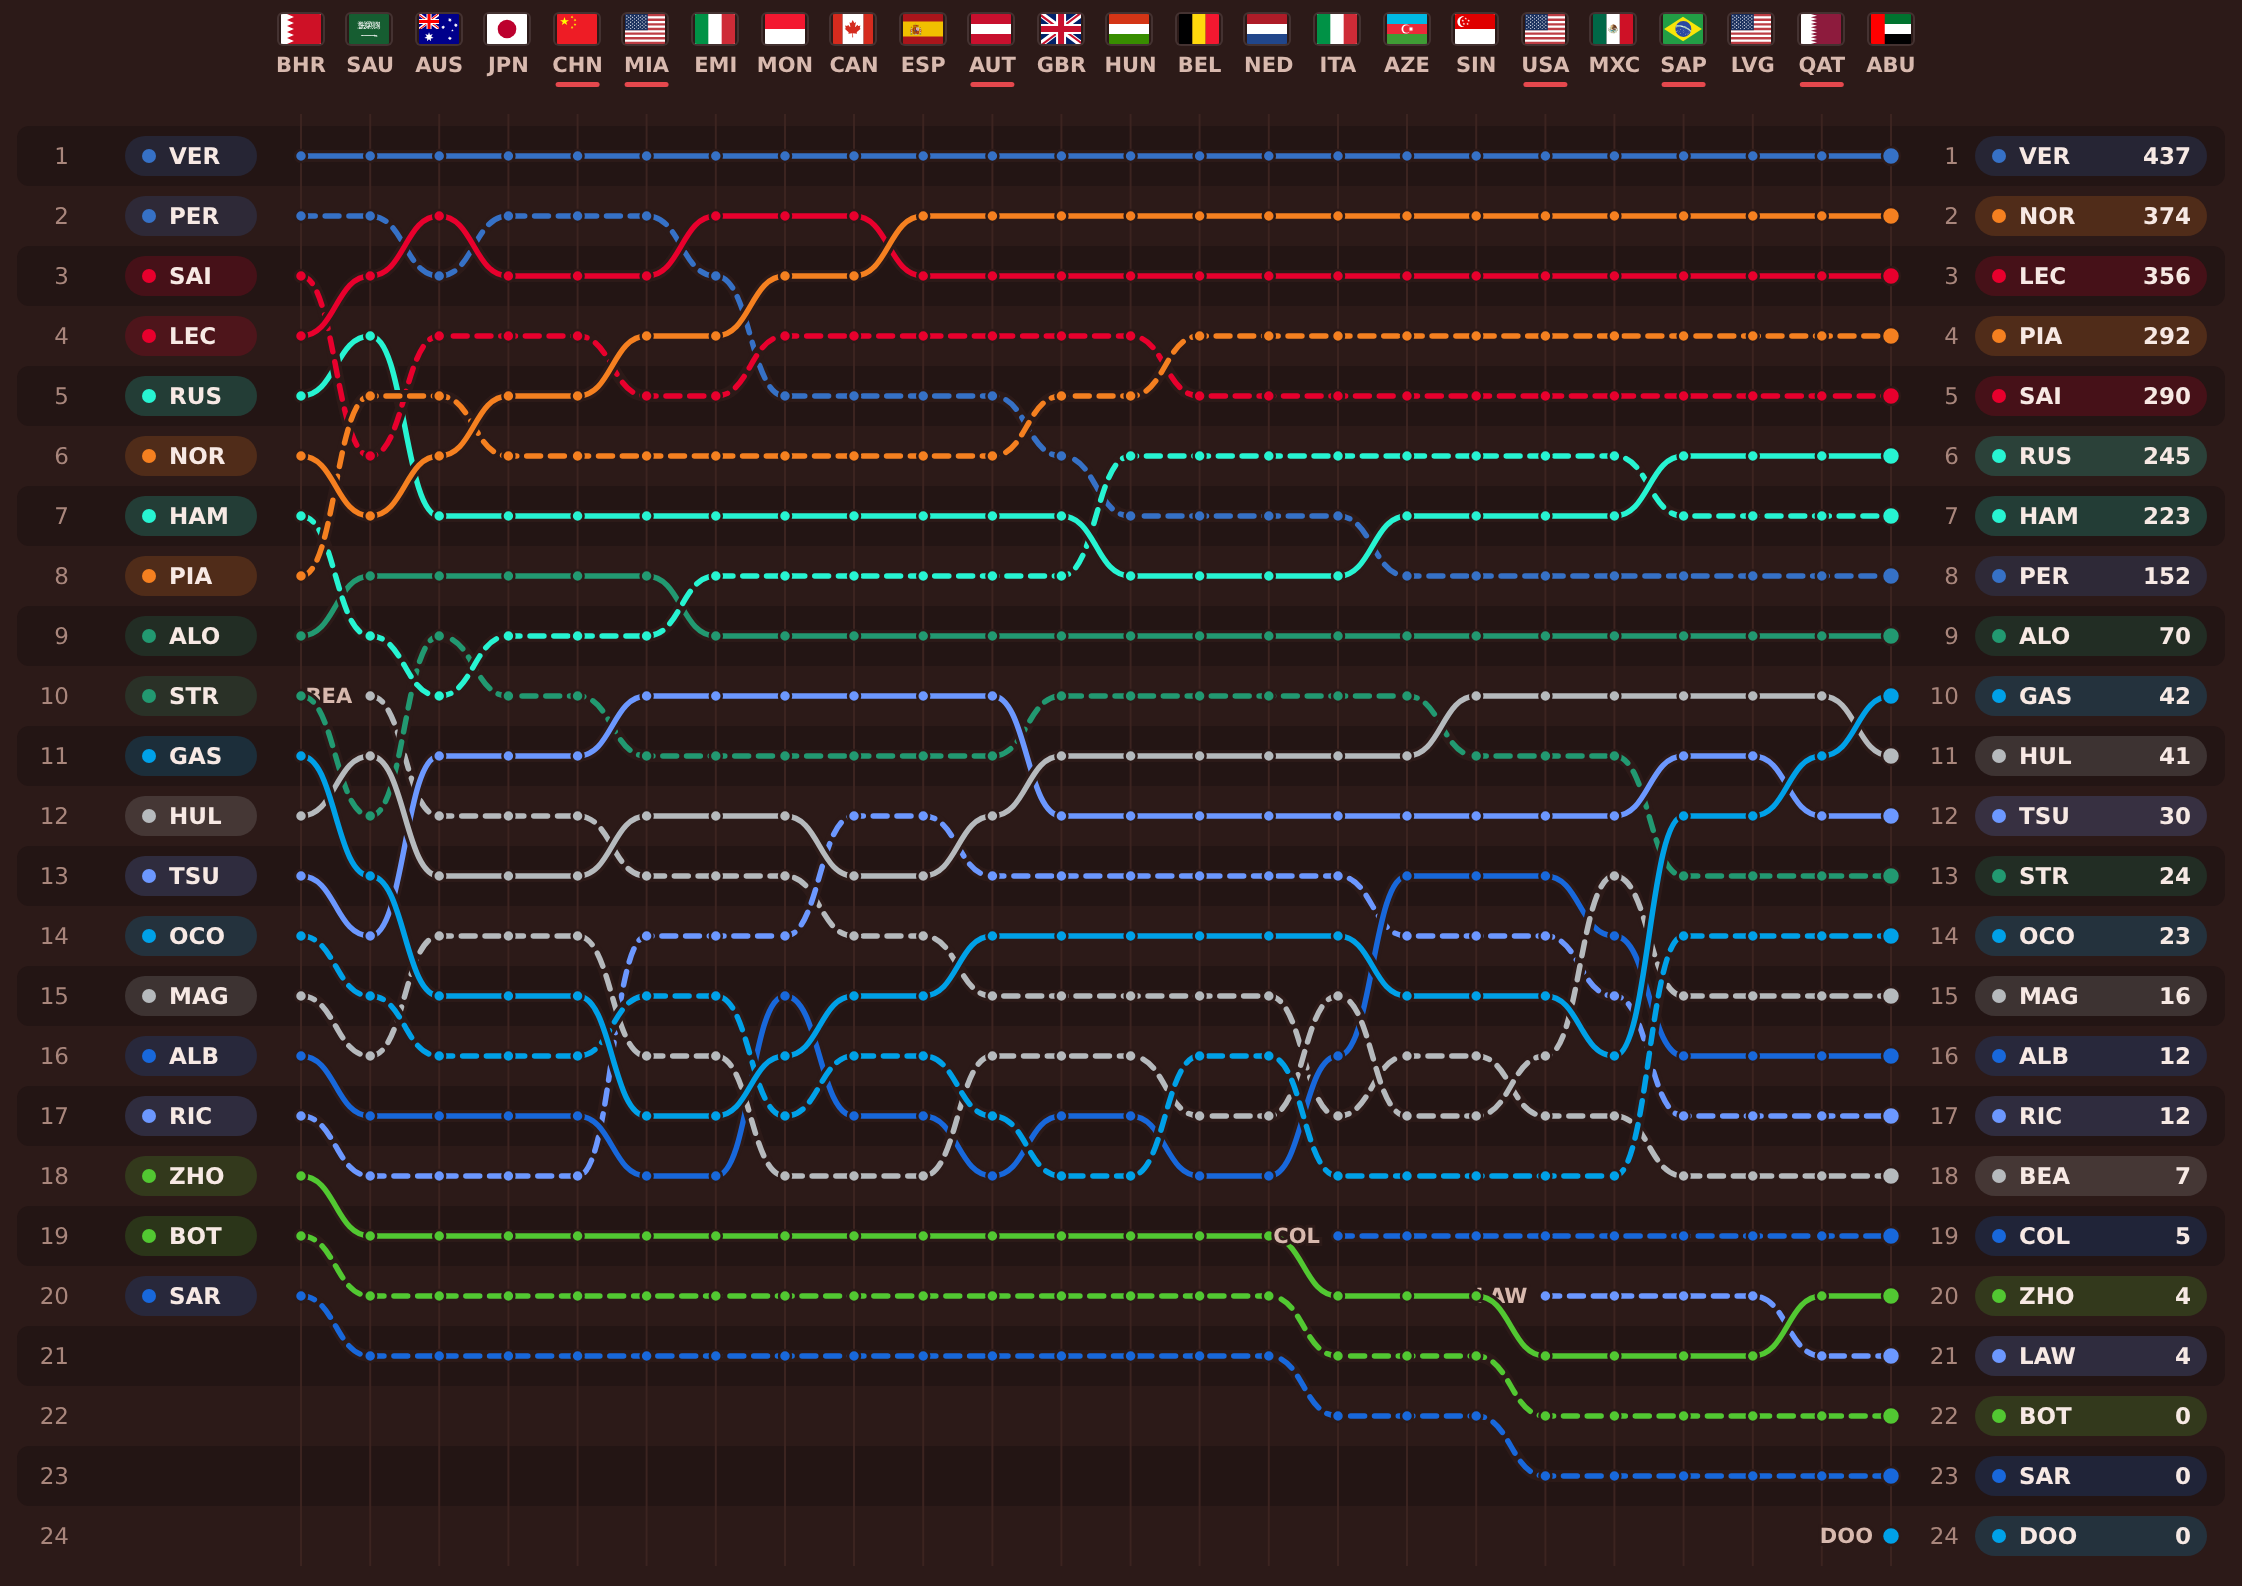 BHR SAU AUS JPN CHN MIA EMI MON CAN ESP AUT GBR HUN BEL NED ITA AZE SIN USA MXC SAP LVG QAT ABU
1 VER 1 VER 437
2 PER 2 NOR 374
3 SAI 3 LEC 356
4 LEC 4 PIA 292
5 RUS 5 SAI 290
6 NOR 6 RUS 245
7 HAM 7 HAM 223
8 PIA 8 PER 152
9 ALO 9 ALO 70
10 STR BEA 10 GAS 42
11 GAS 11 HUL 41
12 HUL 12 TSU 30
13 TSU 13 STR 24
14 OCO 14 OCO 23
15 MAG 15 MAG 16
16 ALB 16 ALB 12
17 RIC 17 RIC 12
18 ZHO 18 BEA 7
19 BOT COL 19 COL 5
20 SAR LAW 20 ZHO 4
21 21 LAW 4
22 22 BOT 0
23 23 SAR 0
24 DOO 24 DOO 0